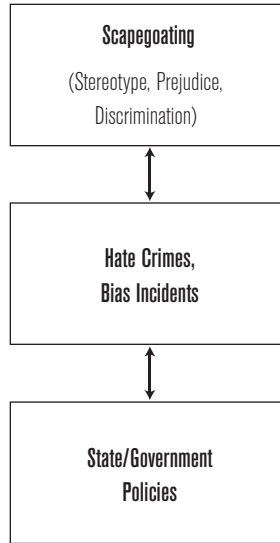 Scapegoating
(Stereotype, Prejudice,
Discrimination)
Hate Crimes,
Bias Incidents
State/Government
Policies